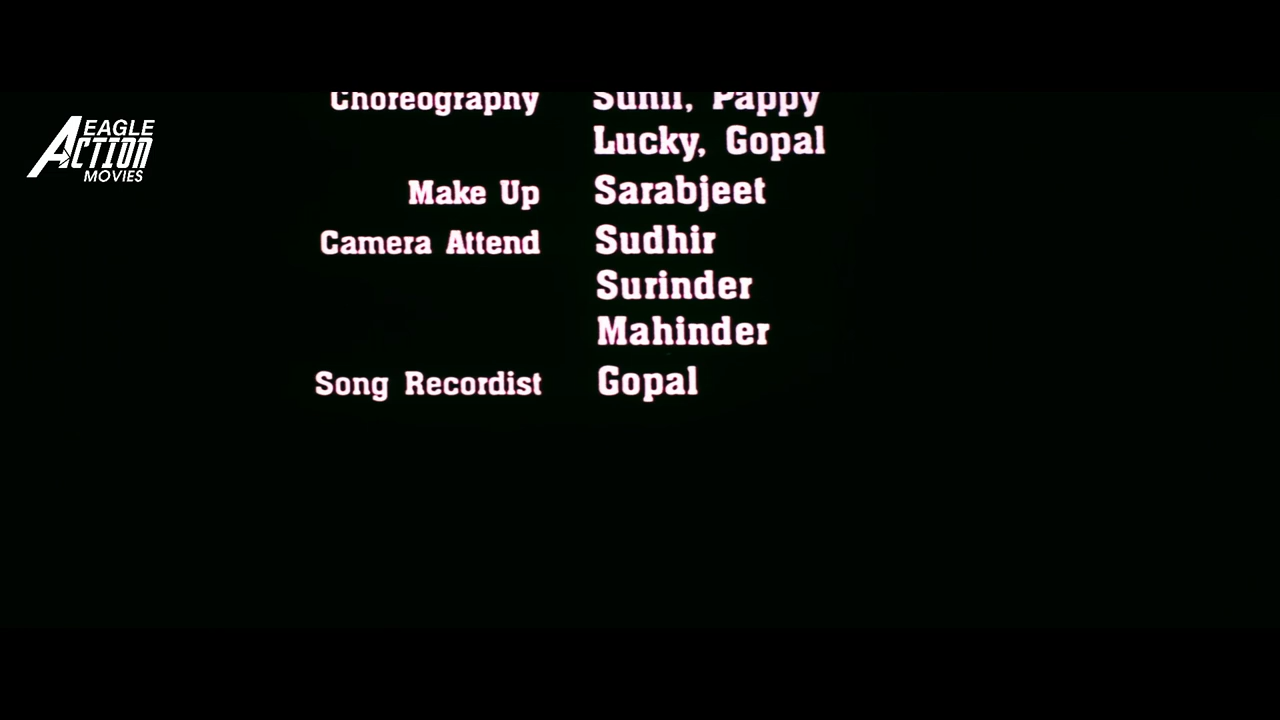 EAGLE
ACTION
MOVIES
Choreography Sunil, Pappy
Lucky, Gopal
Make Up Sarabjeet
Camera Attend Sudhir
Surinder
Mahinder
Song Recordist Gopal